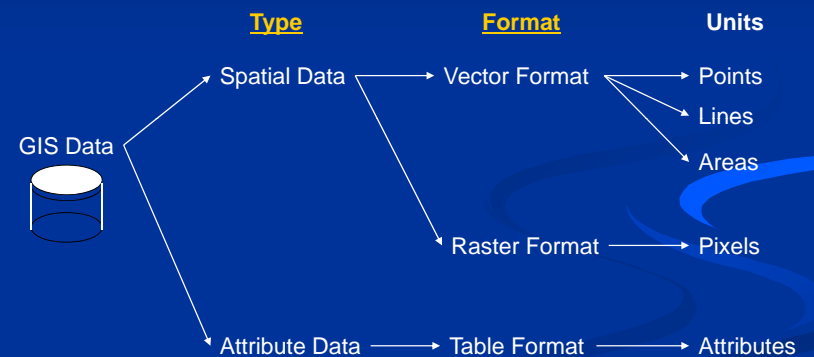 Type Format Units
Spatial Data Vector Format Points
Lines
GIS Data
Areas
Raster Format Pixels
Attribute Data Table Format Attributes